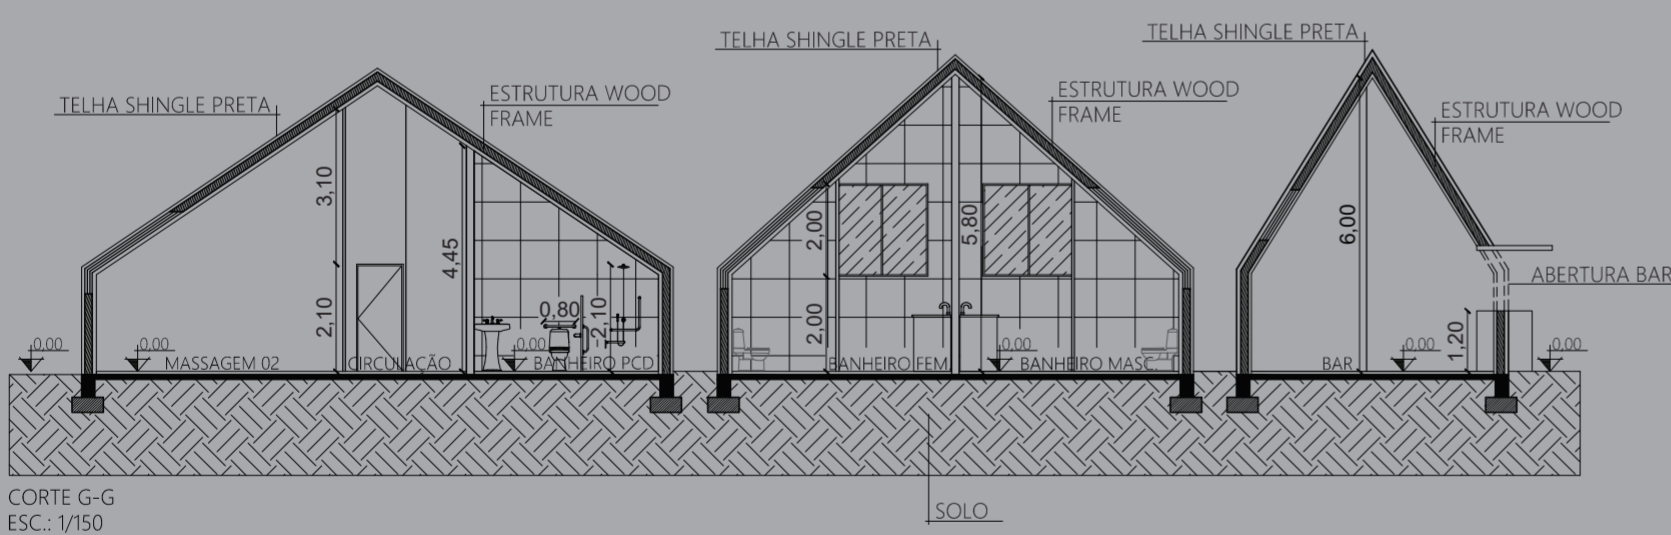 TELHA SHINGLE PRETA
ESTRUTURA WOOD
FRAME
3,10
2,10
4,45
0,80
2,10
0,00
0,00
MASSAGEM 02
CIRCULAÇÃO
0,00
BANHEIRO PCD
TELHA SHINGLE PRETA
ESTRUTURA WOOD
FRAME
2,00
2,00
5,80
BANHEIRO FEM.
0,00
BANHEIRO MASC.
TELHA SHINGLE PRETA
ESTRUTURA WOOD
FRAME
6,00
ABERTURA BAR
1,20
BAR
0,00
0,00
SOLO
CORTE G-G
ESC.: 1/150